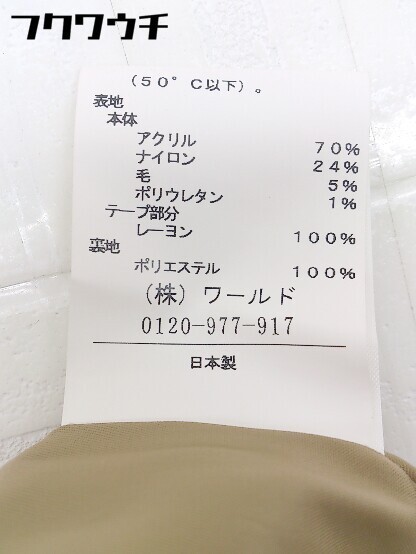 フクワウチ
(50°C以下)。
表地
本体
アクリル 70%
ナイロン 24%
毛 5%
ポリウレタン 1%
テープ部分
レーヨン 100%
裏地
ポリエステル 100%
(株)ワールド
0120-977-917
日本製